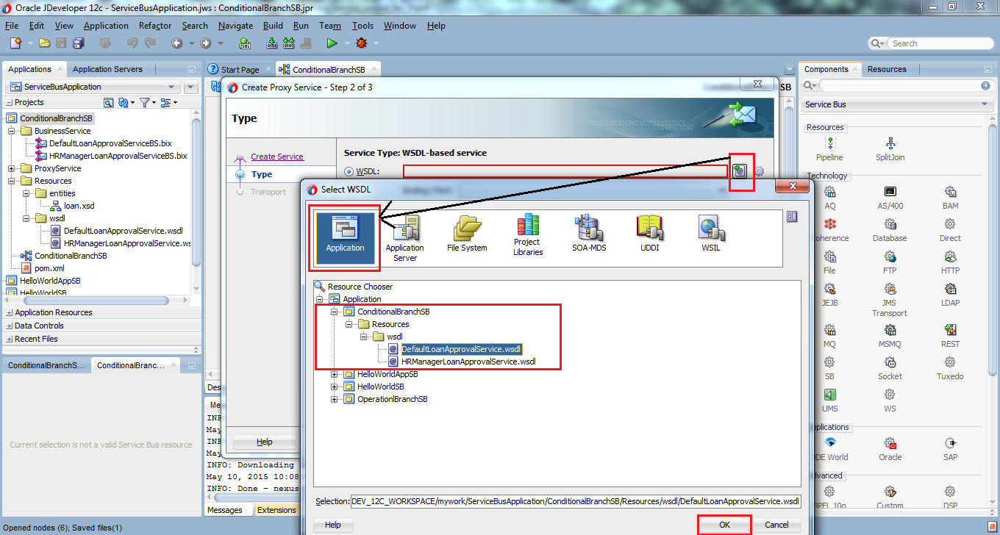 Oracle JDeveloper 12c - ServiceBusApplication.jws : ConditionalBranchSB.jpr
File Edit View Application Refactor Search Navigate Build Run Team Tools Window Help
Search
Applications Application Servers
ServiceBusApplication
Projects
ConditionalBranchSB
BusinessService
DefaultLoanApprovalServiceBS.bix
HRManagerLoanApprovalServiceBS.bix
ProxyService
Resources
entities
loan.xsd
wsdl
DefaultLoanApprovalService.wsdl
HRManagerLoanApprovalService.ws
ConditionalBranchSB
pom.xml
HelloWorldAppSB
HelloWorldSB
Application Resources
Data Controls
Recent Files
ConditionalBranchS... ConditionalBranc...
Current selection is not a valid Service Bus resource
Opened nodes (6); Saved files(1)
Start Page ConditionalBranchSB
SB
Create Proxy Service - Step 2 of 3
Type
Create Service
Type
Transport
Service Type: WSDL-based service
WSDL:
Help
Des
Me
INF
May
INF
May
INFO: Downloading
May 10, 2015 10:08
INFO: Done - nexus
Messages Extensions
Select WSDL
Application
Application Server
File System
Project Libraries
SOA-MDS
UDDI
WSIL
Resource Chooser
Application
ConditionalBranchSB
Resources
wsdl
DefaultLoanApprovalService.wsdl
HRManagerLoanApprovalService.wsdl
HelloWorldAppSB
HelloWorldSB
OperationlBranchSB
Selection: DEV_12C_WORKSPACE/mywork/ServiceBusApplication/ConditionalBranchSB/Resources/wsdl/DefaultLoanApprovalService.wsdl
Help OK Cancel
Components Resources
Service Bus
Resources
Pipeline SplitJoin
Technology
AQ AS/400 BAM
oherence Database Direct
File FTP HTTP
JEJB JMS Transport LDAP
MQ MSMQ REST
SB Socket Tuxedo
UMS WS
pplications
DE World Oracle SAP
dvanced
BPEL 10g Custom DSP